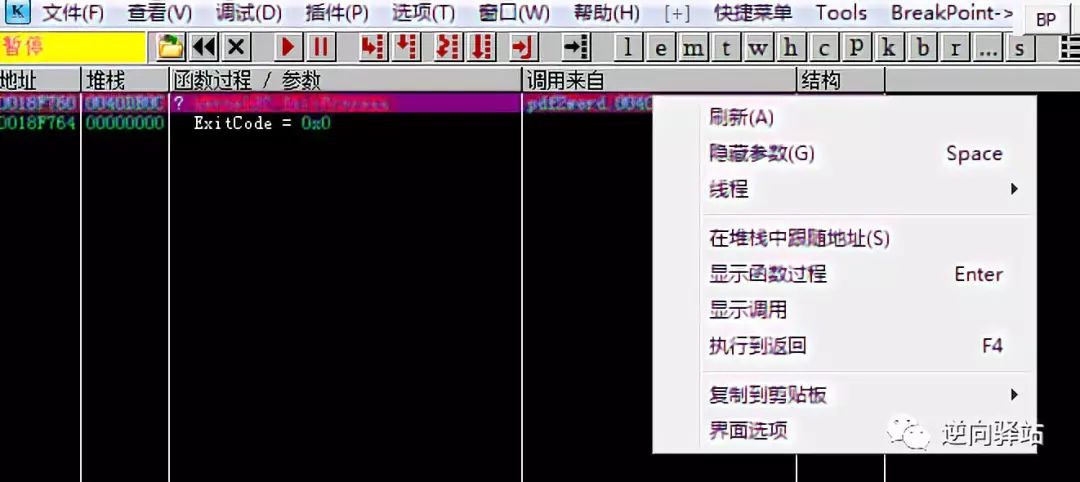 K 文件(F) 查看(V) 调试(D) 插件(P) 选项(T) 窗口(W) 帮助(H) [+] 快捷菜单 Tools BreakPoint-> BP
暂停 l e m t w h c p k b r ... s
地址 堆栈 函数过程 / 参数 调用来自 结构
0018F760 0040D80C ? pdf2word.0040
0018F764 00000000 ExitCode = 0x0
刷新(A)
隐藏参数(G) Space
线程
在堆栈中跟随地址(S)
显示函数过程 Enter
显示调用
执行到返回 F4
复制到剪贴板
界面选项
逆向驿站